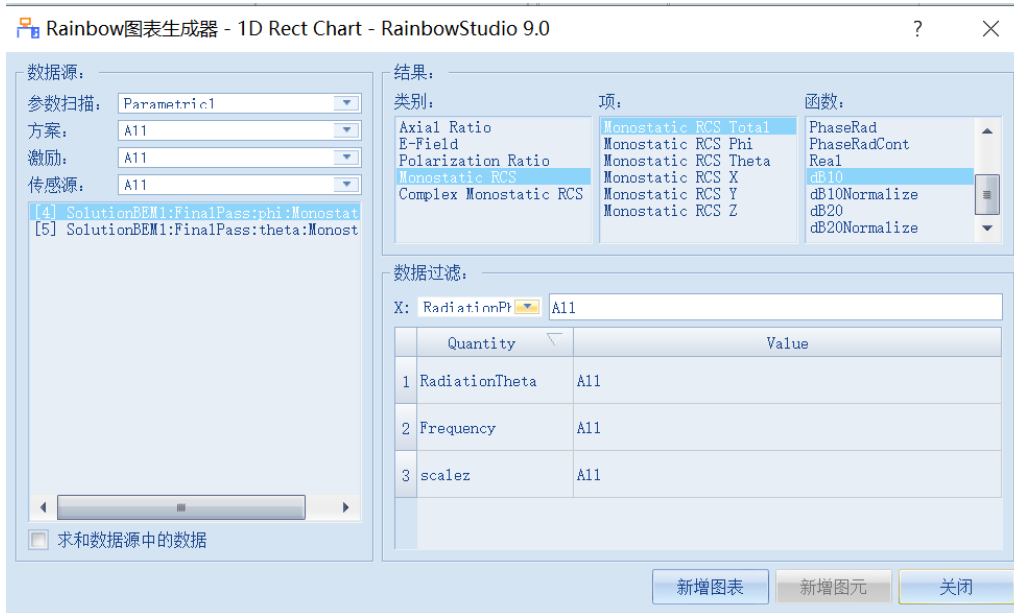 Rainbow图表生成器 - 1D Rect Chart - RainbowStudio 9.0 ?
数据源:
参数扫描: Parametric1
方案: All
激励: All
传感源: All
[4] SolutionBEM1:FinalPass:phi:Monostat
[5] SolutionBEM1:FinalPass:theta:Monost
求和数据源中的数据
结果:
类别:
Axial Ratio
E-Field
Polarization Ratio
Monostatic RCS
Complex Monostatic RCS
项:
Monostatic RCS Total
Monostatic RCS Phi
Monostatic RCS Theta
Monostatic RCS X
Monostatic RCS Y
Monostatic RCS Z
函数:
PhaseRad
PhaseRadCont
Real
dB10
dB10Normalize
dB20
dB20Normalize
数据过滤:
X: RadiationPh All
Quantity Value
1 RadiationTheta All
2 Frequency All
3 scalez All
新增图表 新增图元 关闭